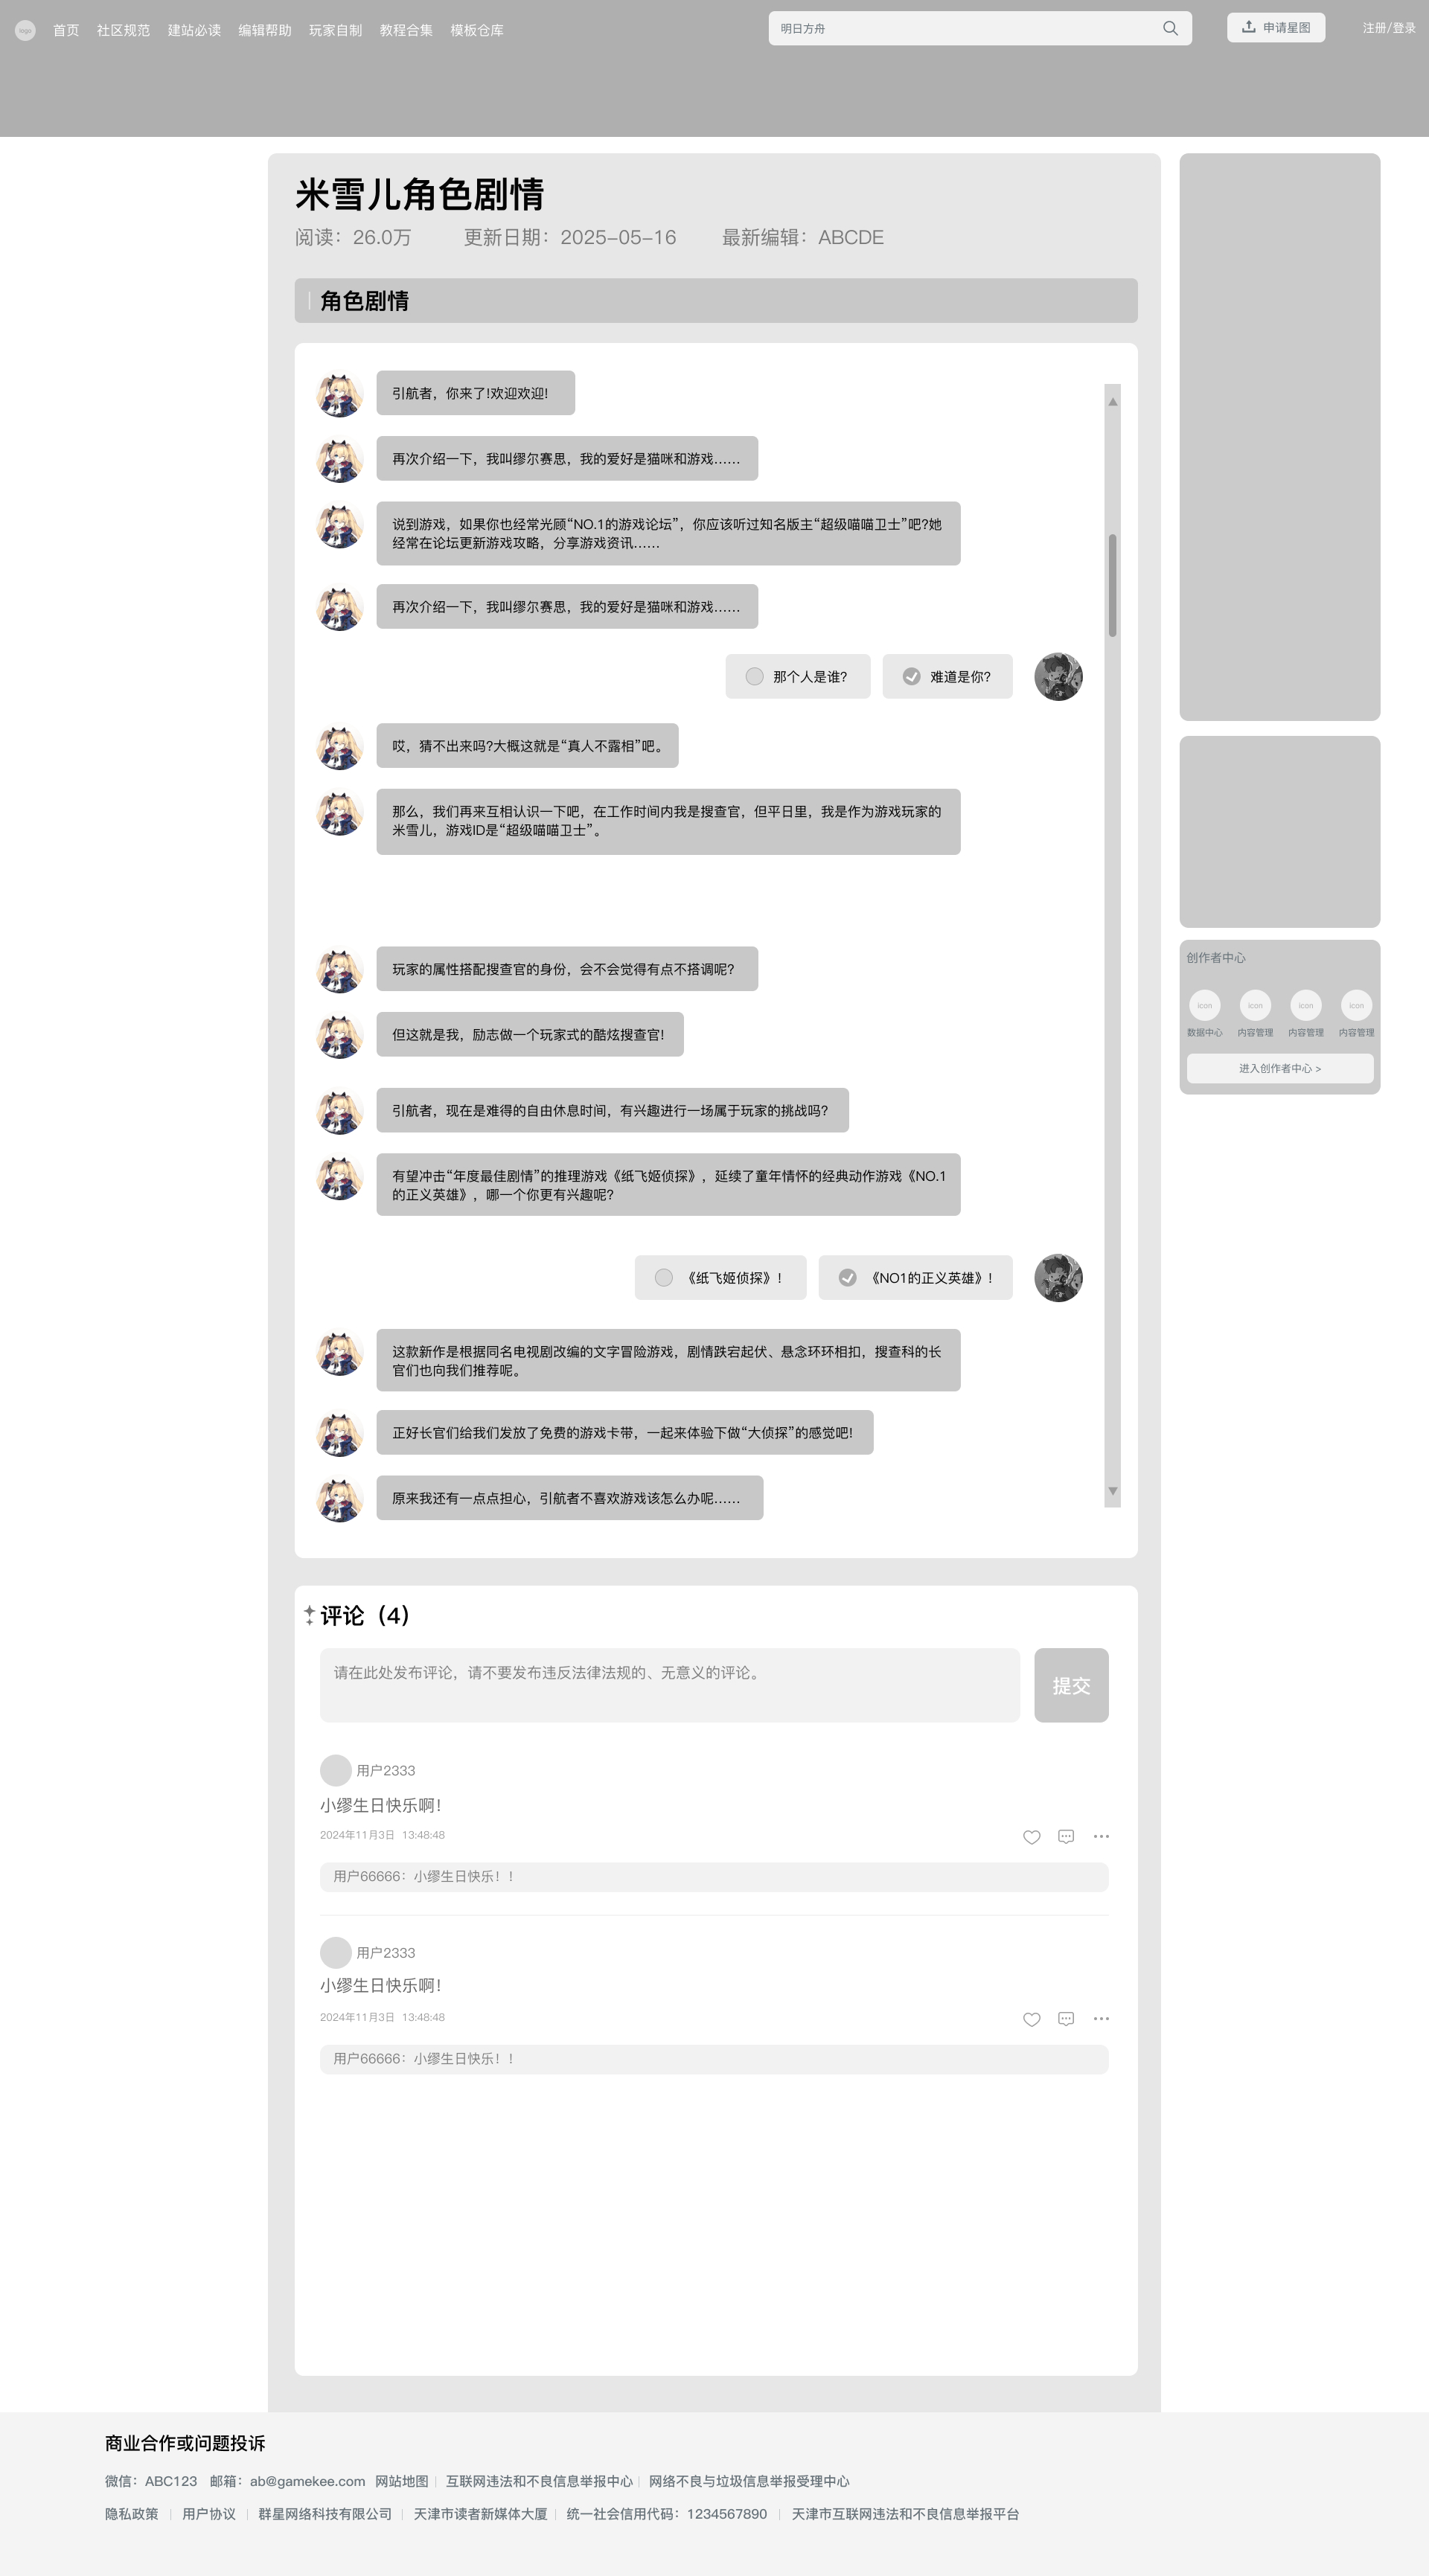 logo 首页 社区规范 建站必读 编辑帮助 玩家自制 教程合集 模板仓库 明日方舟 申请星图 注册/登录
米雪儿角色剧情
阅读：26.0万 更新日期：2025-05-16 最新编辑：ABCDE
角色剧情
引航者，你来了!欢迎欢迎!
再次介绍一下，我叫缪尔赛思，我的爱好是猫咪和游戏……
说到游戏，如果你也经常光顾“NO.1的游戏论坛”，你应该听过知名版主“超级喵喵卫士”吧?她
经常在论坛更新游戏攻略，分享游戏资讯……
再次介绍一下，我叫缪尔赛思，我的爱好是猫咪和游戏……
那个人是谁? 难道是你?
哎，猜不出来吗?大概这就是“真人不露相”吧。
那么，我们再来互相认识一下吧，在工作时间内我是搜查官，但平日里，我是作为游戏玩家的
米雪儿，游戏ID是“超级喵喵卫士”。
玩家的属性搭配搜查官的身份，会不会觉得有点不搭调呢?
但这就是我，励志做一个玩家式的酷炫搜查官!
引航者，现在是难得的自由休息时间，有兴趣进行一场属于玩家的挑战吗?
有望冲击“年度最佳剧情”的推理游戏《纸飞姬侦探》，延续了童年情怀的经典动作游戏《NO.1
的正义英雄》，哪一个你更有兴趣呢?
《纸飞姬侦探》! 《NO1的正义英雄》!
这款新作是根据同名电视剧改编的文字冒险游戏，剧情跌宕起伏、悬念环环相扣，搜查科的长
官们也向我们推荐呢。
正好长官们给我们发放了免费的游戏卡带，一起来体验下做“大侦探”的感觉吧!
原来我还有一点点担心，引航者不喜欢游戏该怎么办呢……
创作者中心
icon icon icon icon
数据中心 内容管理 内容管理 内容管理
进入创作者中心 >
评论（4）
请在此处发布评论，请不要发布违反法律法规的、无意义的评论。
提交
用户2333
小缪生日快乐啊！
2024年11月3日 13:48:48
用户66666：小缪生日快乐！！
用户2333
小缪生日快乐啊！
2024年11月3日 13:48:48
用户66666：小缪生日快乐！！
商业合作或问题投诉
微信：ABC123 邮箱：ab@gamekee.com 网站地图 | 互联网违法和不良信息举报中心 | 网络不良与垃圾信息举报受理中心
隐私政策 | 用户协议 | 群星网络科技有限公司 | 天津市读者新媒体大厦 | 统一社会信用代码：1234567890 | 天津市互联网违法和不良信息举报平台